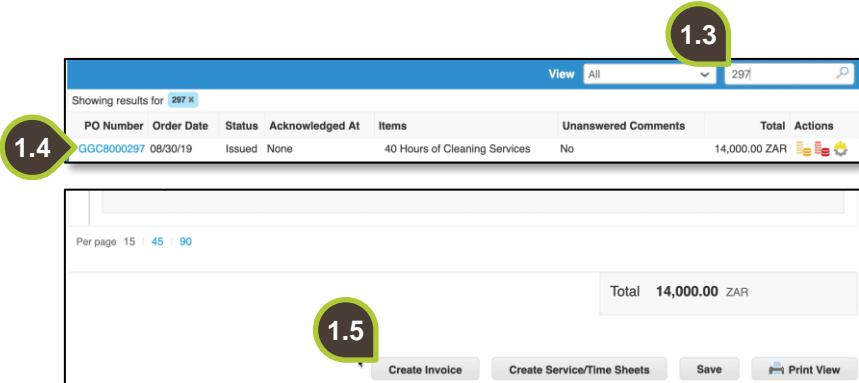 1.3
View All 297
Showing results for 297 ×
PO Number Order Date Status Acknowledged At Items Unanswered Comments Total Actions
1.4
GGC8000297 08/30/19 Issued None 40 Hours of Cleaning Services No 14,000.00 ZAR
Per page 15 | 45 | 90
Total 14,000.00 ZAR
1.5
Create Invoice Create Service/Time Sheets Save Print View